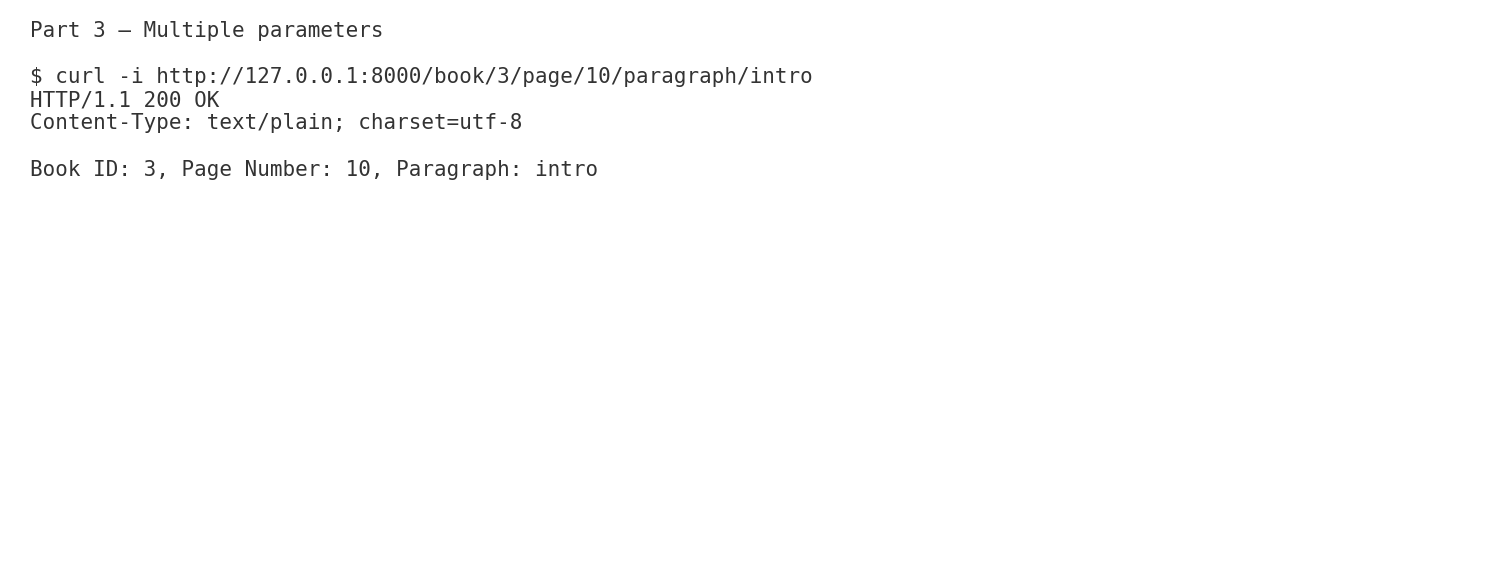 Part 3 – Multiple parameters
$ curl -i http://127.0.0.1:8000/book/3/page/10/paragraph/intro
HTTP/1.1 200 OK
Content-Type: text/plain; charset=utf-8
Book ID: 3, Page Number: 10, Paragraph: intro